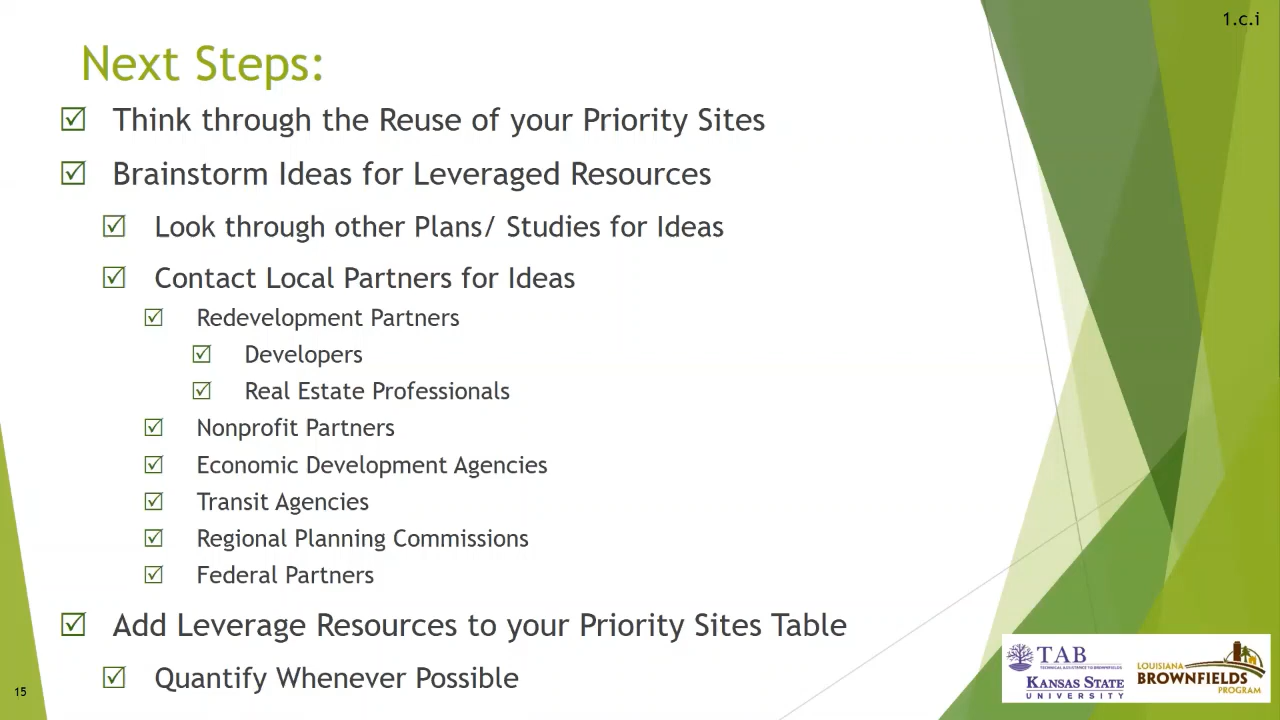 1.c.i
Next Steps:
Think through the Reuse of your Priority Sites
Brainstorm Ideas for Leveraged Resources
Look through other Plans/ Studies for Ideas
Contact Local Partners for Ideas
Redevelopment Partners
Developers
Real Estate Professionals
Nonprofit Partners
Economic Development Agencies
Transit Agencies
Regional Planning Commissions
Federal Partners
Add Leverage Resources to your Priority Sites Table
Quantify Whenever Possible
15
TAB
TECHNICAL ASSISTANCE TO BROWNFIELDS
KANSAS STATE
UNIVERSITY
LOUISIANA
BROWNFIELDS
PROGRAM